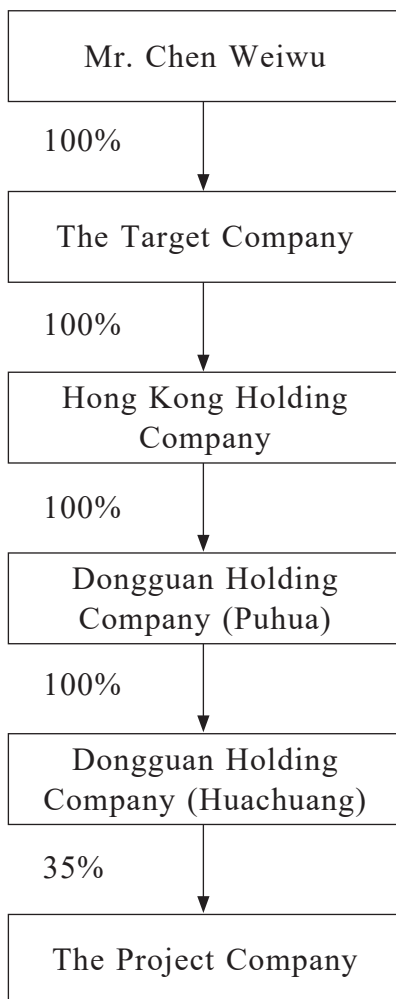 Mr. Chen Weiwu
100%
The Target Company
100%
Hong Kong Holding
Company
100%
Dongguan Holding
Company (Puhua)
100%
Dongguan Holding
Company (Huachuang)
35%
The Project Company